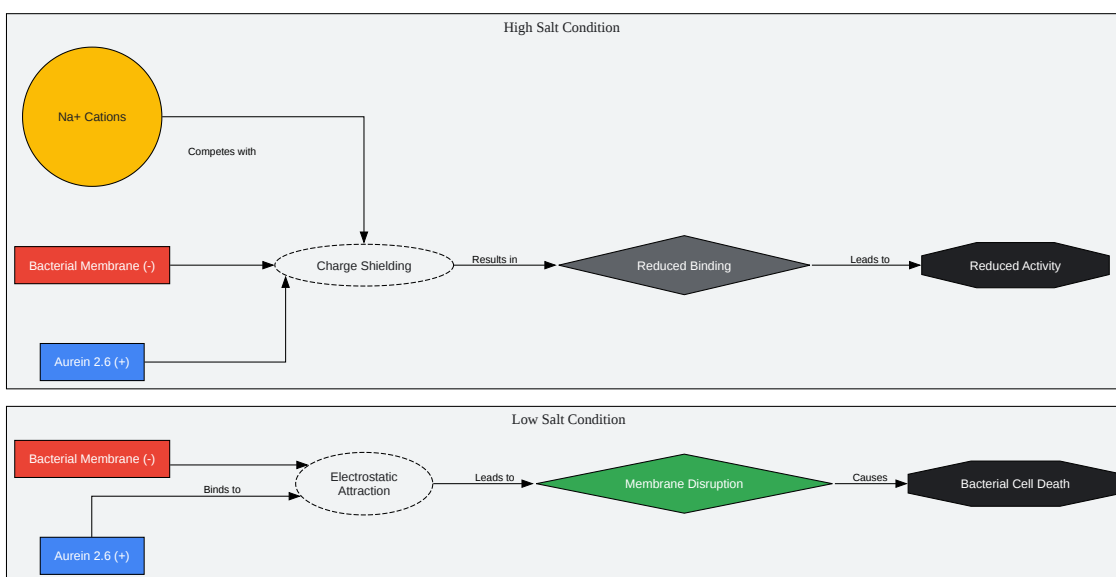 High Salt Condition
Na+ Cations
Competes with
Bacterial Membrane (-)
Charge Shielding
Results in
Reduced Binding
Leads to
Reduced Activity
Aurein 2.6 (+)
Low Salt Condition
Bacterial Membrane (-)
Binds to
Electrostatic
Attraction
Leads to
Membrane Disruption
Causes
Bacterial Cell Death
Aurein 2.6 (+)